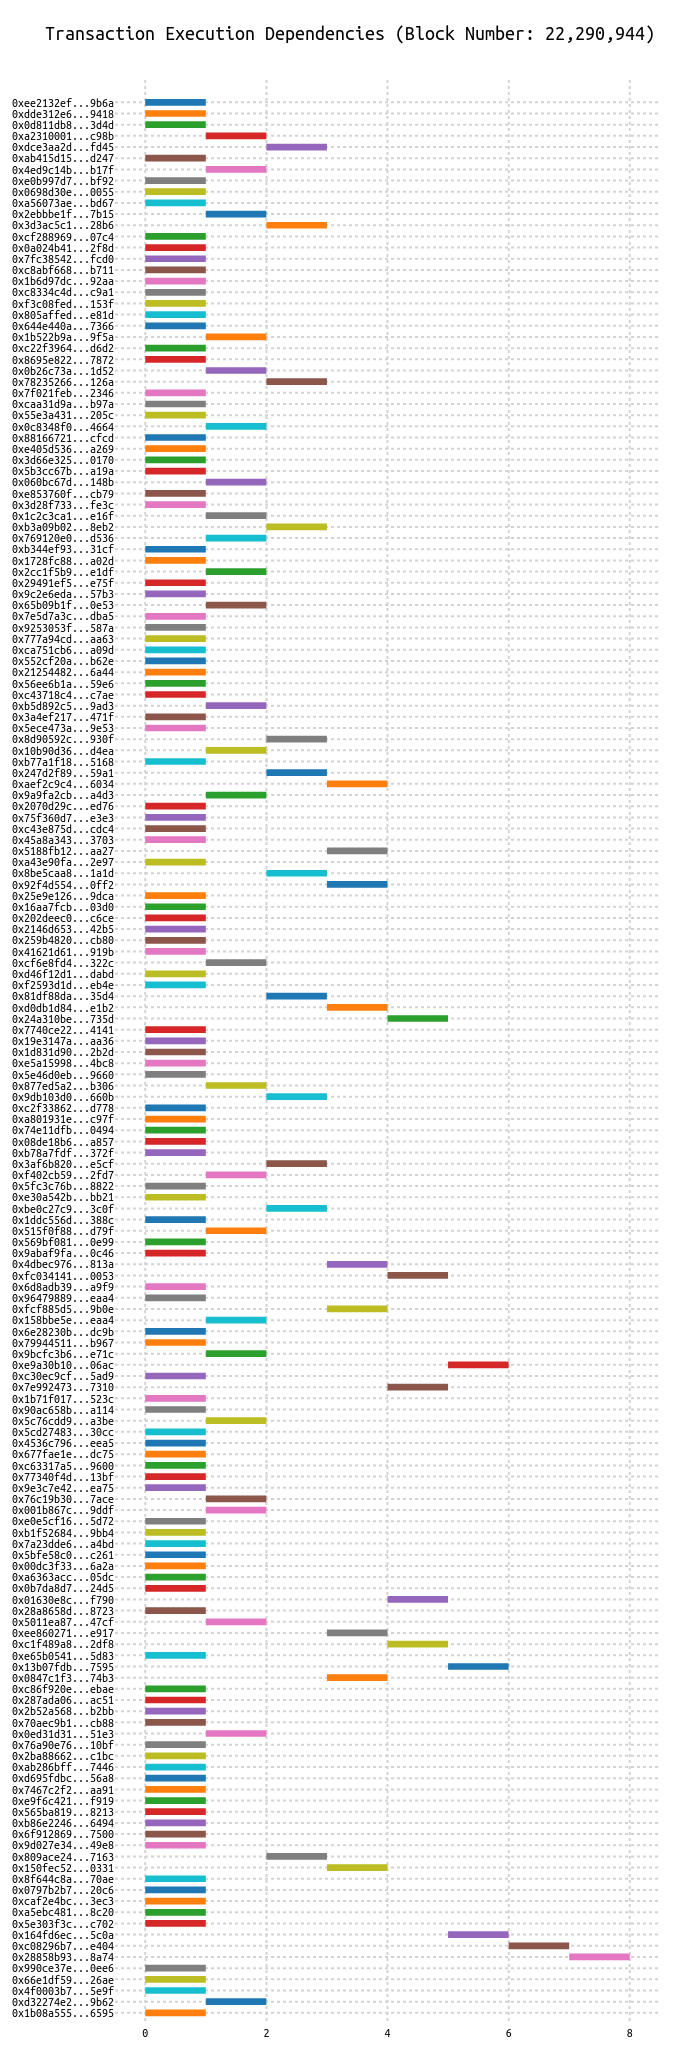 Transaction Execution Dependencies (Block Number: 22,290,944)
0xee2132ef...9b6a
0xdde312e6...9418
0x0d811db8...3d4d
0xa2310001...c98b
0xdce3aa2d...fd45
0xab415d15...d247
0x4ed9c14b...b17f
0xe0b997d7...bf92
0x0698d30e...0055
0xa56073ae...bd67
0x2ebbbe1f...7b15
0x3d3ac5c1...28b6
0xcf288969...07c4
0x0a024b41...2f8d
0x7fc38542...fcd0
0xc8abf668...b711
0x1b6d97dc...92aa
0xc8334c4d...c9a1
0xf3c08fed...153f
0x805affed...e81d
0x644e440a...7366
0x1b522b9a...9f5a
0xc22f3964...d6d2
0x8695e822...7872
0x0b26c73a...1d52
0x78235266...126a
0x7f021feb...2346
0xcaa31d9a...b97a
0x55e3a431...205c
0x0c8348f0...4664
0x88166721...cfcd
0xe405d536...a269
0x3d66e325...0170
0x5b3cc67b...a19a
0x060bc67d...148b
0xe853760f...cb79
0x3d28f733...fe3c
0x1c2c3ca1...e16f
0xb3a09b02...8eb2
0x769120e0...d536
0xb344ef93...31cf
0x1728fc88...a02d
0x2cc1f5b9...e1df
0x29491ef5...e75f
0x9c2e6eda...57b3
0x65b09b1f...0e53
0x7e5d7a3c...dba5
0x9253053f...587a
0x777a94cd...aa63
0xca751cb6...a09d
0x552cf20a...b62e
0x21254482...6a44
0x56ee6b1a...59e6
0xc43718c4...c7ae
0xb5d892c5...9ad3
0x3a4ef217...471f
0x5ece473a...9e53
0x8d90592c...930f
0x10b90d36...d4ea
0xb77a1f18...5168
0x247d2f89...59a1
0xaef2c9c4...6034
0x9a9fa2cb...a4d3
0x2070d29c...ed76
0x75f360d7...e3e3
0xc43e875d...cdc4
0x45a8a343...3703
0x5188fb12...aa27
0xa43e90fa...2e97
0x8be5caa8...1a1d
0x92f4d554...0ff2
0x25e9e126...9dca
0x16aa7fcb...03d0
0x202deec0...c6ce
0x2146d653...42b5
0x259b4820...cb80
0x41621d61...919b
0xcf6e8fd4...322c
0xd46f12d1...dabd
0xf2593d1d...eb4e
0x81df88da...35d4
0xd0db1d84...e1b2
0x24a310be...735d
0x7740ce22...4141
0x19e3147a...aa36
0x1d831d90...2b2d
0xe5a15998...4bc8
0x5e46d0eb...9660
0x877ed5a2...b306
0x9db103d0...660b
0xc2f33862...d778
0xa801931e...c97f
0x74e11dfb...0494
0x08de18b6...a857
0xb78a7fdf...372f
0x3af6b820...e5cf
0xf402cb59...2fd7
0x5fc3c76b...8822
0xe30a542b...bb21
0xbe0c27c9...3c0f
0x1ddc556d...388c
0x515f0f88...d79f
0x569bf081...0e99
0x9abaf9fa...0c46
0x4dbec976...813a
0xfc034141...0053
0x6d8adb39...a9f9
0x96479889...eaa4
0xfcf885d5...9b0e
0x158bbe5e...eaa4
0x6e28230b...dc9b
0x79944511...b967
0x9bcfc3b6...e71c
0xe9a30b10...06ac
0xc30ec9cf...5ad9
0x7e992473...7310
0x1b71f017...523c
0x90ac658b...a114
0x5c76cdd9...a3be
0x5cd27483...30cc
0x4536c796...eea5
0x677fae1e...dc75
0xc63317a5...9600
0x77340f4d...13bf
0x9e3c7e42...ea75
0x76c19b30...7ace
0x001b867c...9ddf
0xe0e5cf16...5d72
0xb1f52684...9bb4
0x7a23dde6...a4bd
0x5bfe58c0...c261
0x00dc3f33...6a2a
0xa6363acc...05dc
0x0b7da8d7...24d5
0x01630e8c...f790
0x28a8658d...8723
0x5011ea87...47cf
0xee860271...e917
0xc1f489a8...2df8
0xe65b0541...5d83
0x13b07fdb...7595
0x0847c1f3...74b3
0xc86f920e...ebae
0x287ada06...ac51
0x2b52a568...b2bb
0x70aec9b1...cb88
0x0ed31d31...51e3
0x76a90e76...10bf
0x2ba88662...c1bc
0xab286bff...7446
0xd695fdbc...56a8
0x7467c2f2...aa91
0xe9f6c421...f919
0x565ba819...8213
0xb86e2246...6494
0x6f912869...7500
0x9d027e34...49e8
0x809ace24...7163
0x150fec52...0331
0x8f644c8a...70ae
0x0797b2b7...20c6
0xcaf2e4bc...3ec3
0xa5ebc481...8c20
0x5e303f3c...c702
0x164fd6ec...5c0a
0xc08296b7...e404
0x28858b93...8a74
0x990ce37e...0ee6
0x66e1df59...26ae
0x4f0003b7...5e9f
0xd32274e2...9b62
0x1b08a555...6595
0 2 4 6 8